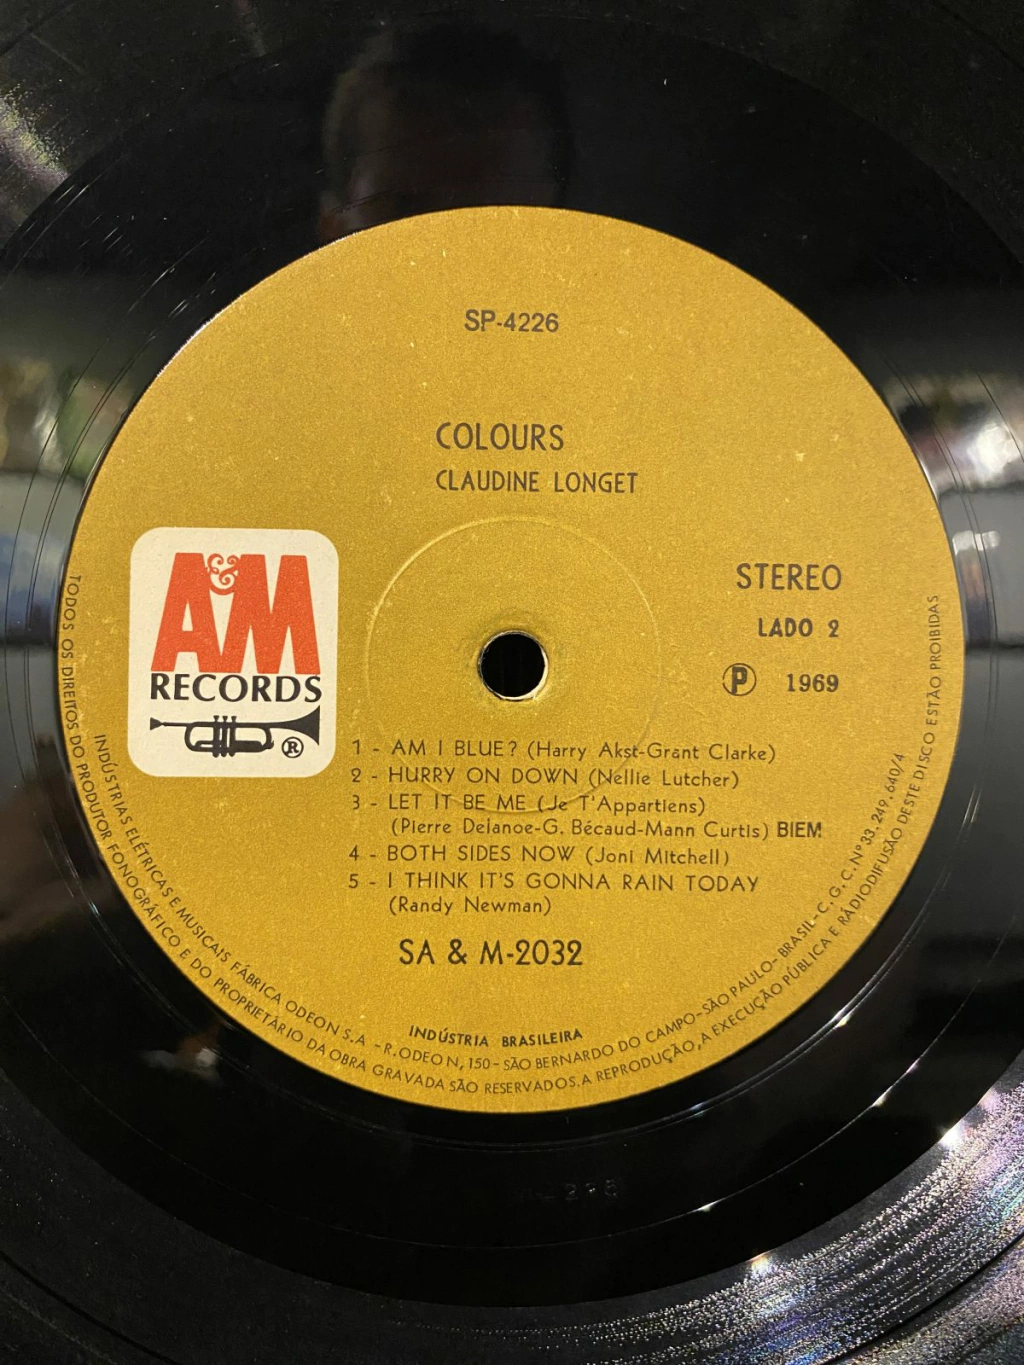 SP-4226
COLOURS
CLAUDINE LONGET
A&M
RECORDS
®
STEREO
LADO 2
Ⓟ 1969
1 - AM I BLUE? (Harry Akst-Grant Clarke)
2 - HURRY ON DOWN (Nellie Lutcher)
3 - LET IT BE ME (Je T'Appartiens)
(Pierre Delanoe-G. Bécaud-Mann Curtis) BIEM
4 - BOTH SIDES NOW (Joni Mitchell)
5 - I THINK IT'S GONNA RAIN TODAY
(Randy Newman)
SA & M-2032
INDÚSTRIA BRASILEIRA
INDÚSTRIAS ELÉTRICAS E MUSICAIS FÁBRICA ODEON S.A - R. ODEON, 150 - SÃO BERNARDO DO CAMPO - SÃO PAULO - BRASIL - C. G. C. Nº 33. 249. 640/4
TODOS OS DIREITOS DO PRODUTOR FONOGRÁFICO E DO PROPRIETÁRIO DA OBRA GRAVADA SÃO RESERVADOS. A REPRODUÇÃO, A EXECUÇÃO PÚBLICA E RÁDIODIFUSÃO DESTE DISCO ESTÃO PROIBIDAS